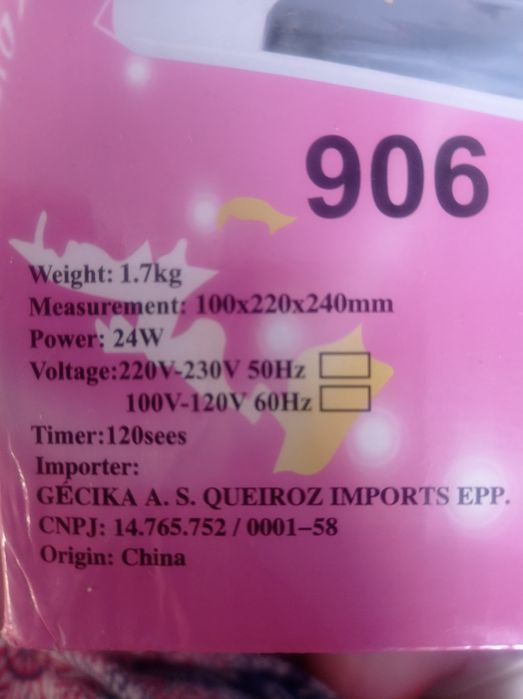 906
Weight: 1.7kg
Measurement: 100x220x240mm
Power: 24W
Voltage:220V-230V 50Hz
100V-120V 60Hz
Timer:120sees
Importer:
GÉCIKA A. S. QUEIROZ IMPORTS EPP.
CNPJ: 14.765.752 / 0001-58
Origin: China